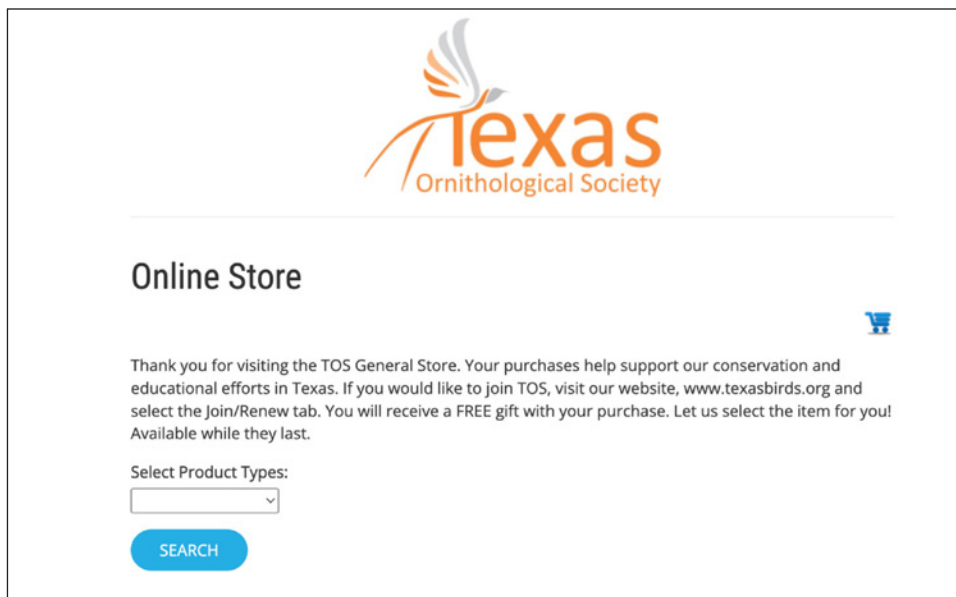 Texas
Ornithological Society
Online Store
Thank you for visiting the TOS General Store. Your purchases help support our conservation and
educational efforts in Texas. If you would like to join TOS, visit our website, www.texasbirds.org and
select the Join/Renew tab. You will receive a FREE gift with your purchase. Let us select the item for you!
Available while they last.
Select Product Types:
SEARCH